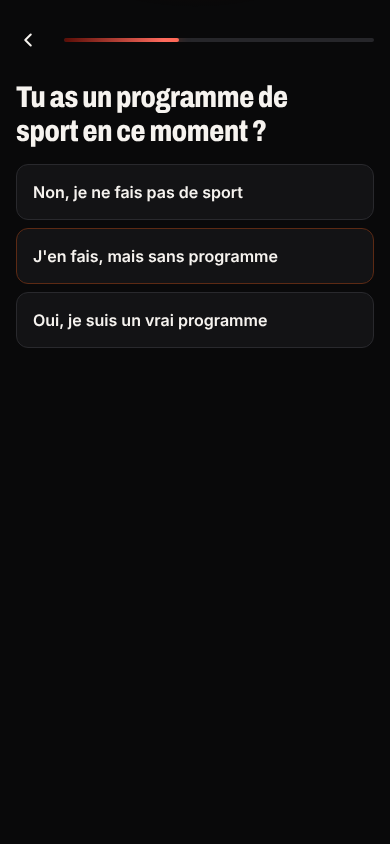 Tu as un programme de
sport en ce moment ?
Non, je ne fais pas de sport
J'en fais, mais sans programme
Oui, je suis un vrai programme